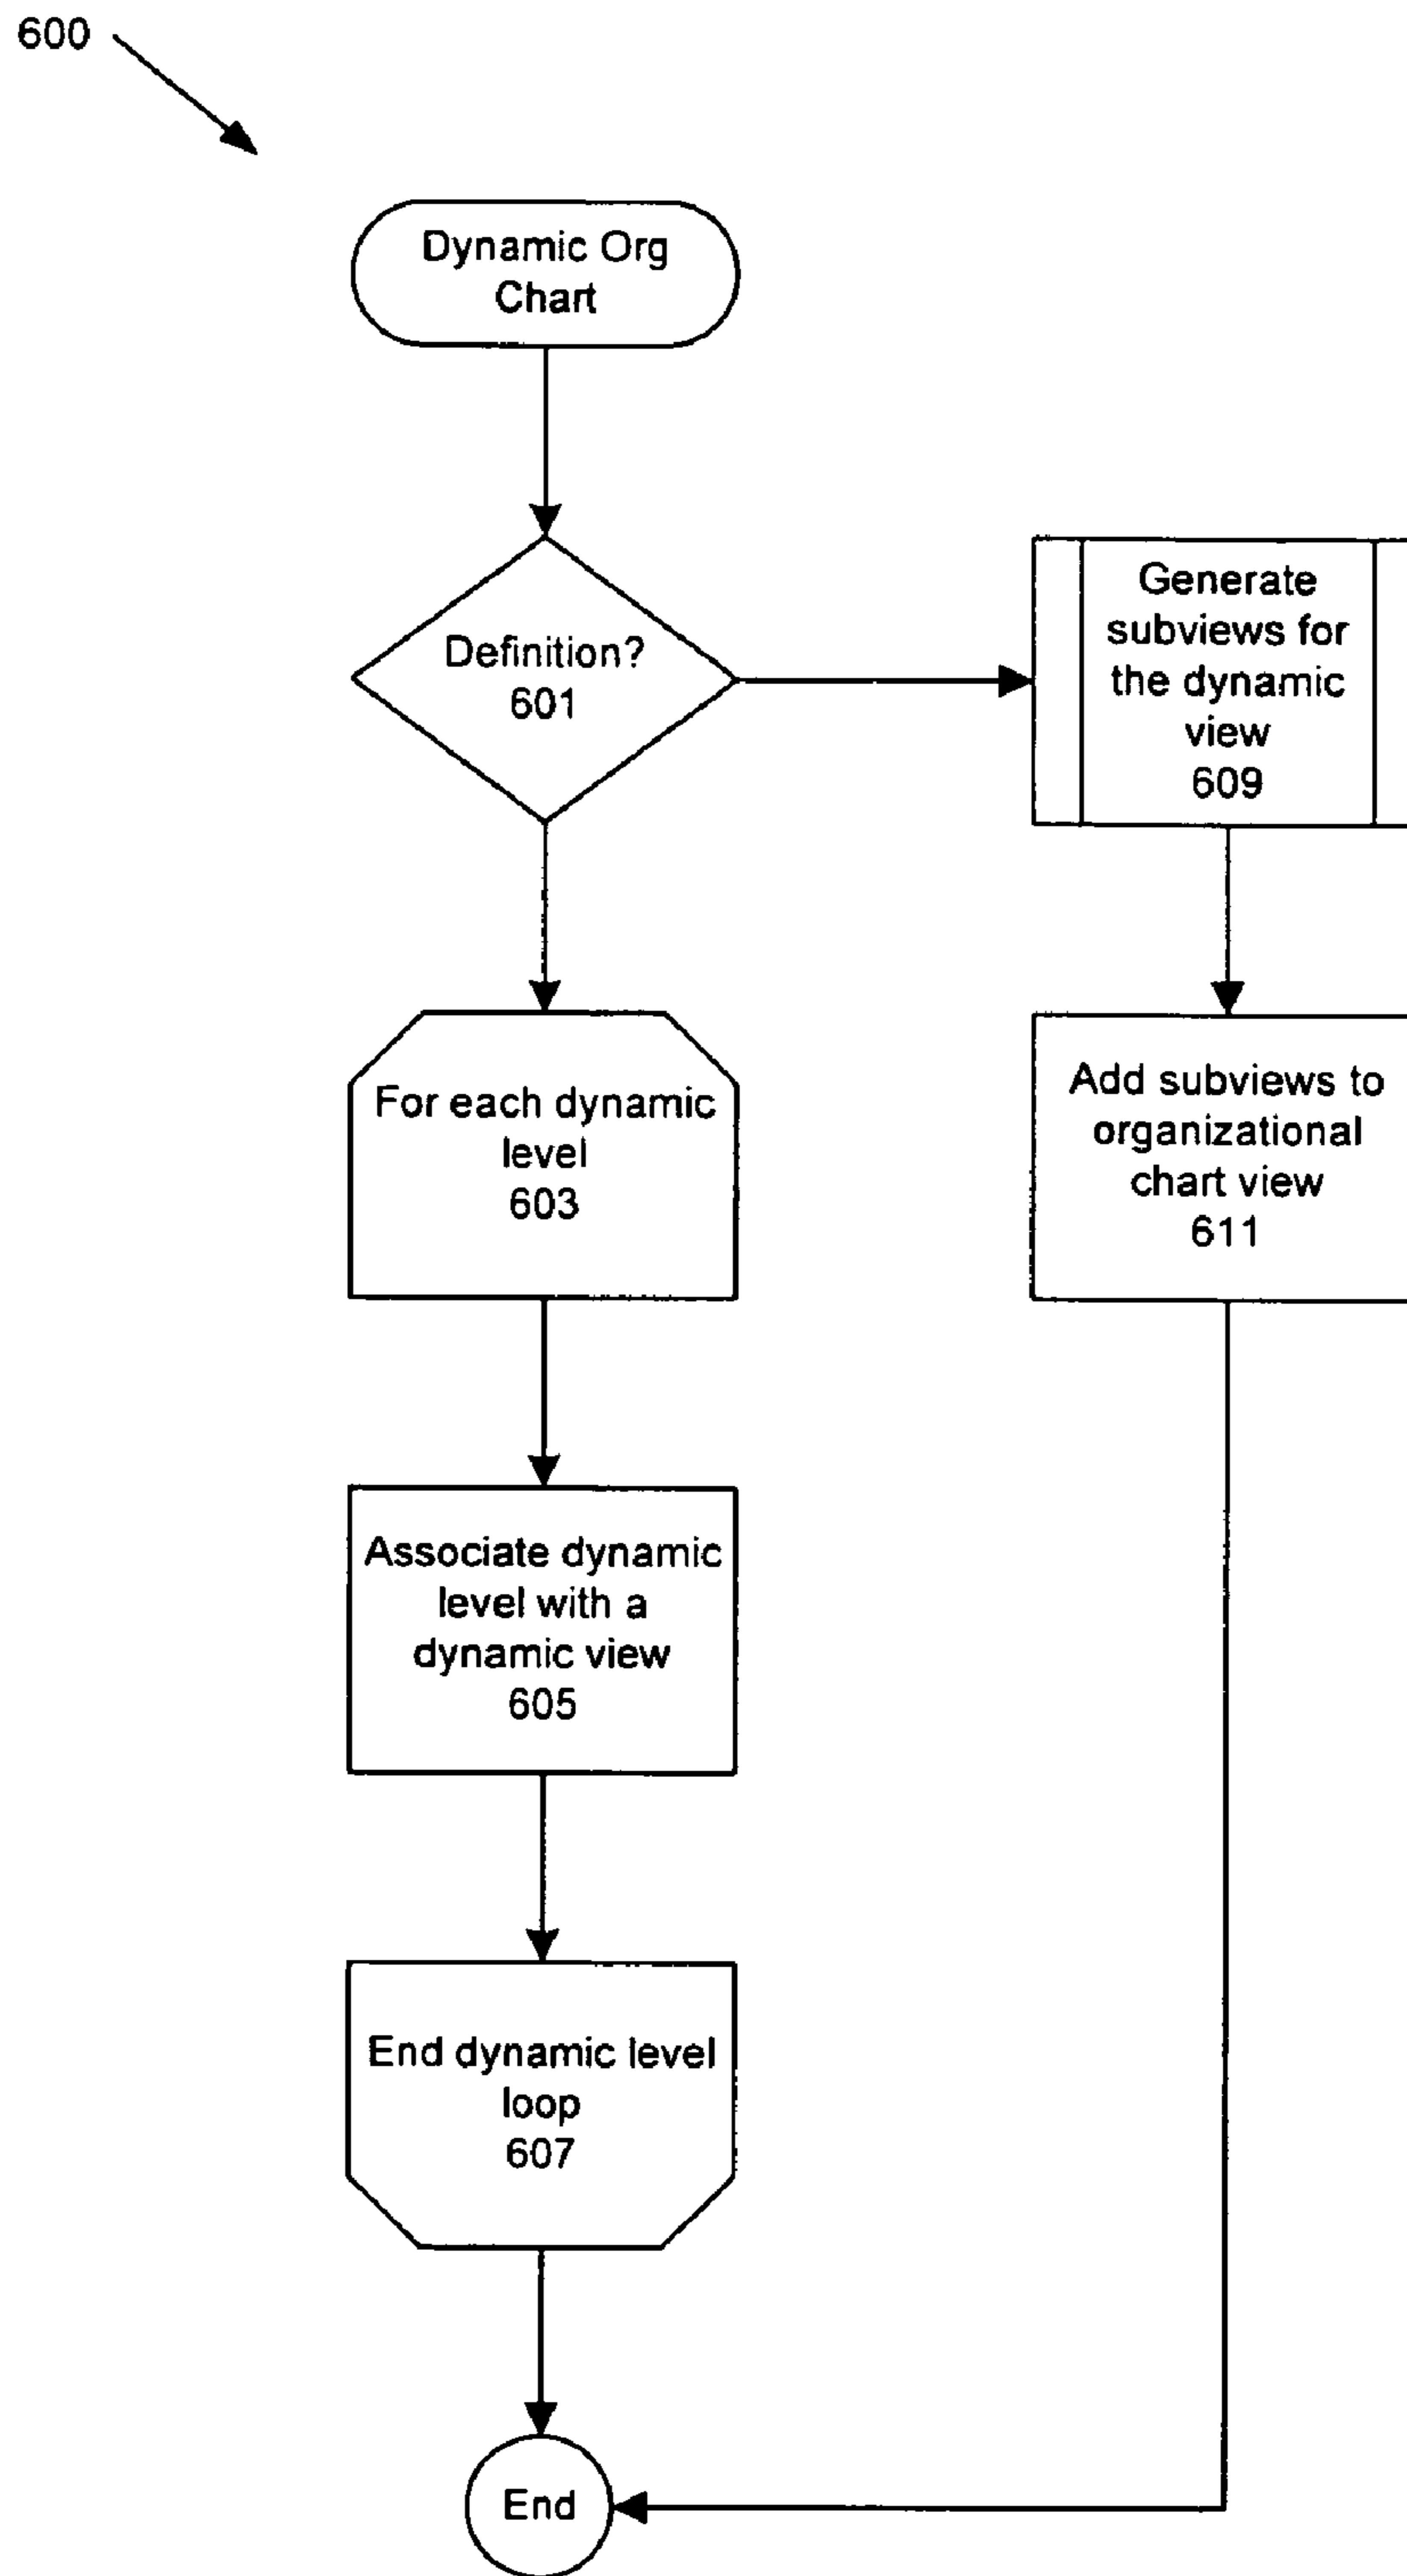 600
Dynamic Org
Chart
Definition?
601
Generate
subviews for
the dynamic
view
609
For each dynamic
level
603
Add subviews to
organizational
chart view
611
Associate dynamic
level with a
dynamic view
605
End dynamic level
loop
607
End